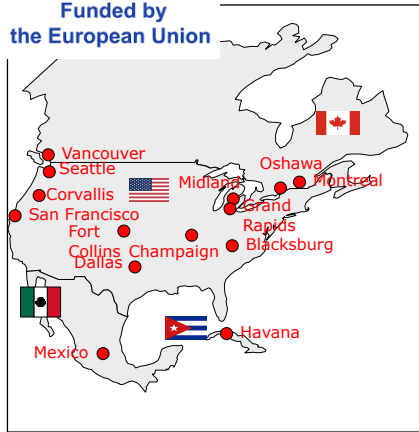 Funded by
the European Union
Vancouver
Seattle
Oshawa
Midland
Montreal
Corvallis
Grand
San Francisco
Rapids
Fort
Collins
Champaign
Blacksburg
Dallas
Havana
Mexico